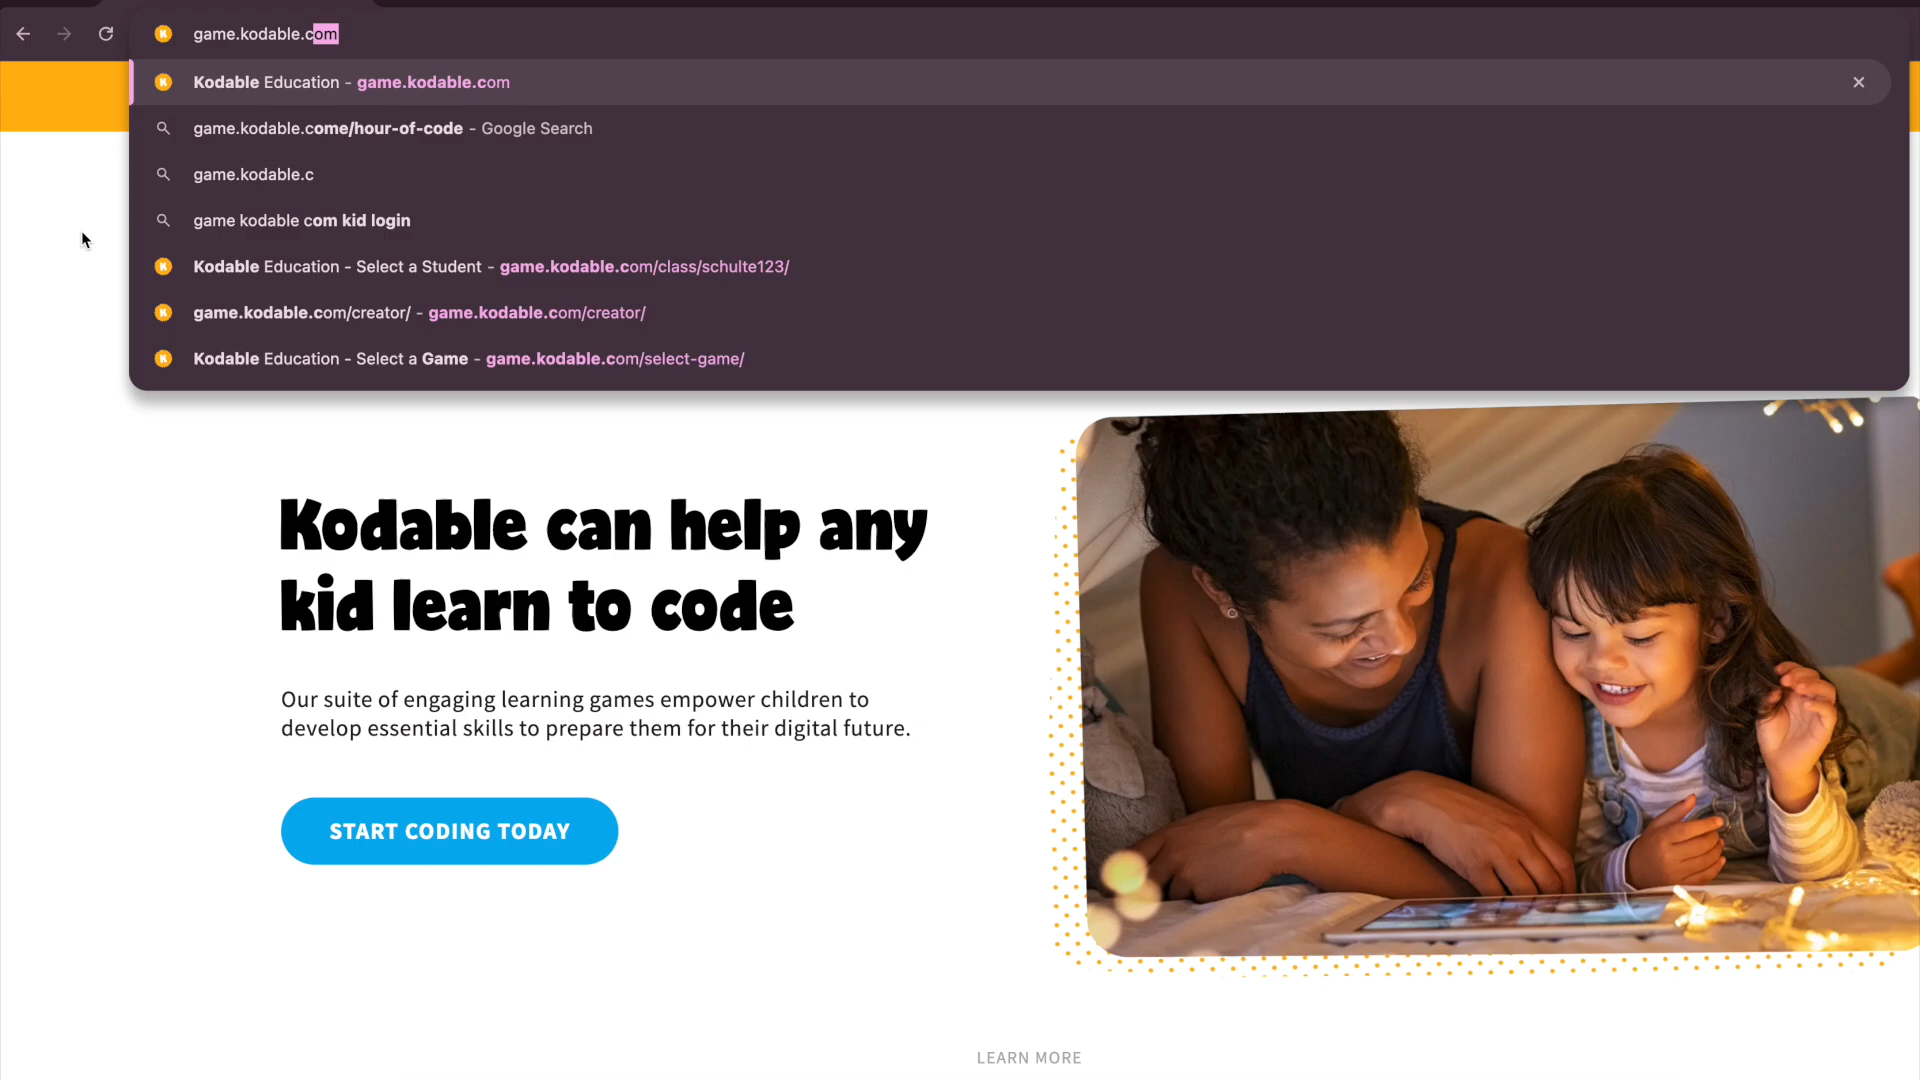 game.kodable.com
Kodable Education - game.kodable.com
game.kodable.come/hour-of-code - Google Search
game.kodable.c
game kodable com kid login
Kodable Education - Select a Student - game.kodable.com/class/schulte123/
game.kodable.com/creator/ - game.kodable.com/creator/
Kodable Education - Select a Game - game.kodable.com/select-game/
Kodable can help any
kid learn to code
Our suite of engaging learning games empower children to
develop essential skills to prepare them for their digital future.
START CODING TODAY
LEARN MORE